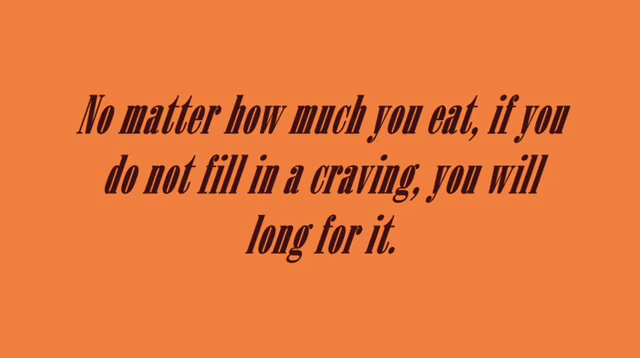 No matter how much you eat, if you
do not fill in a craving, you will
long for it.